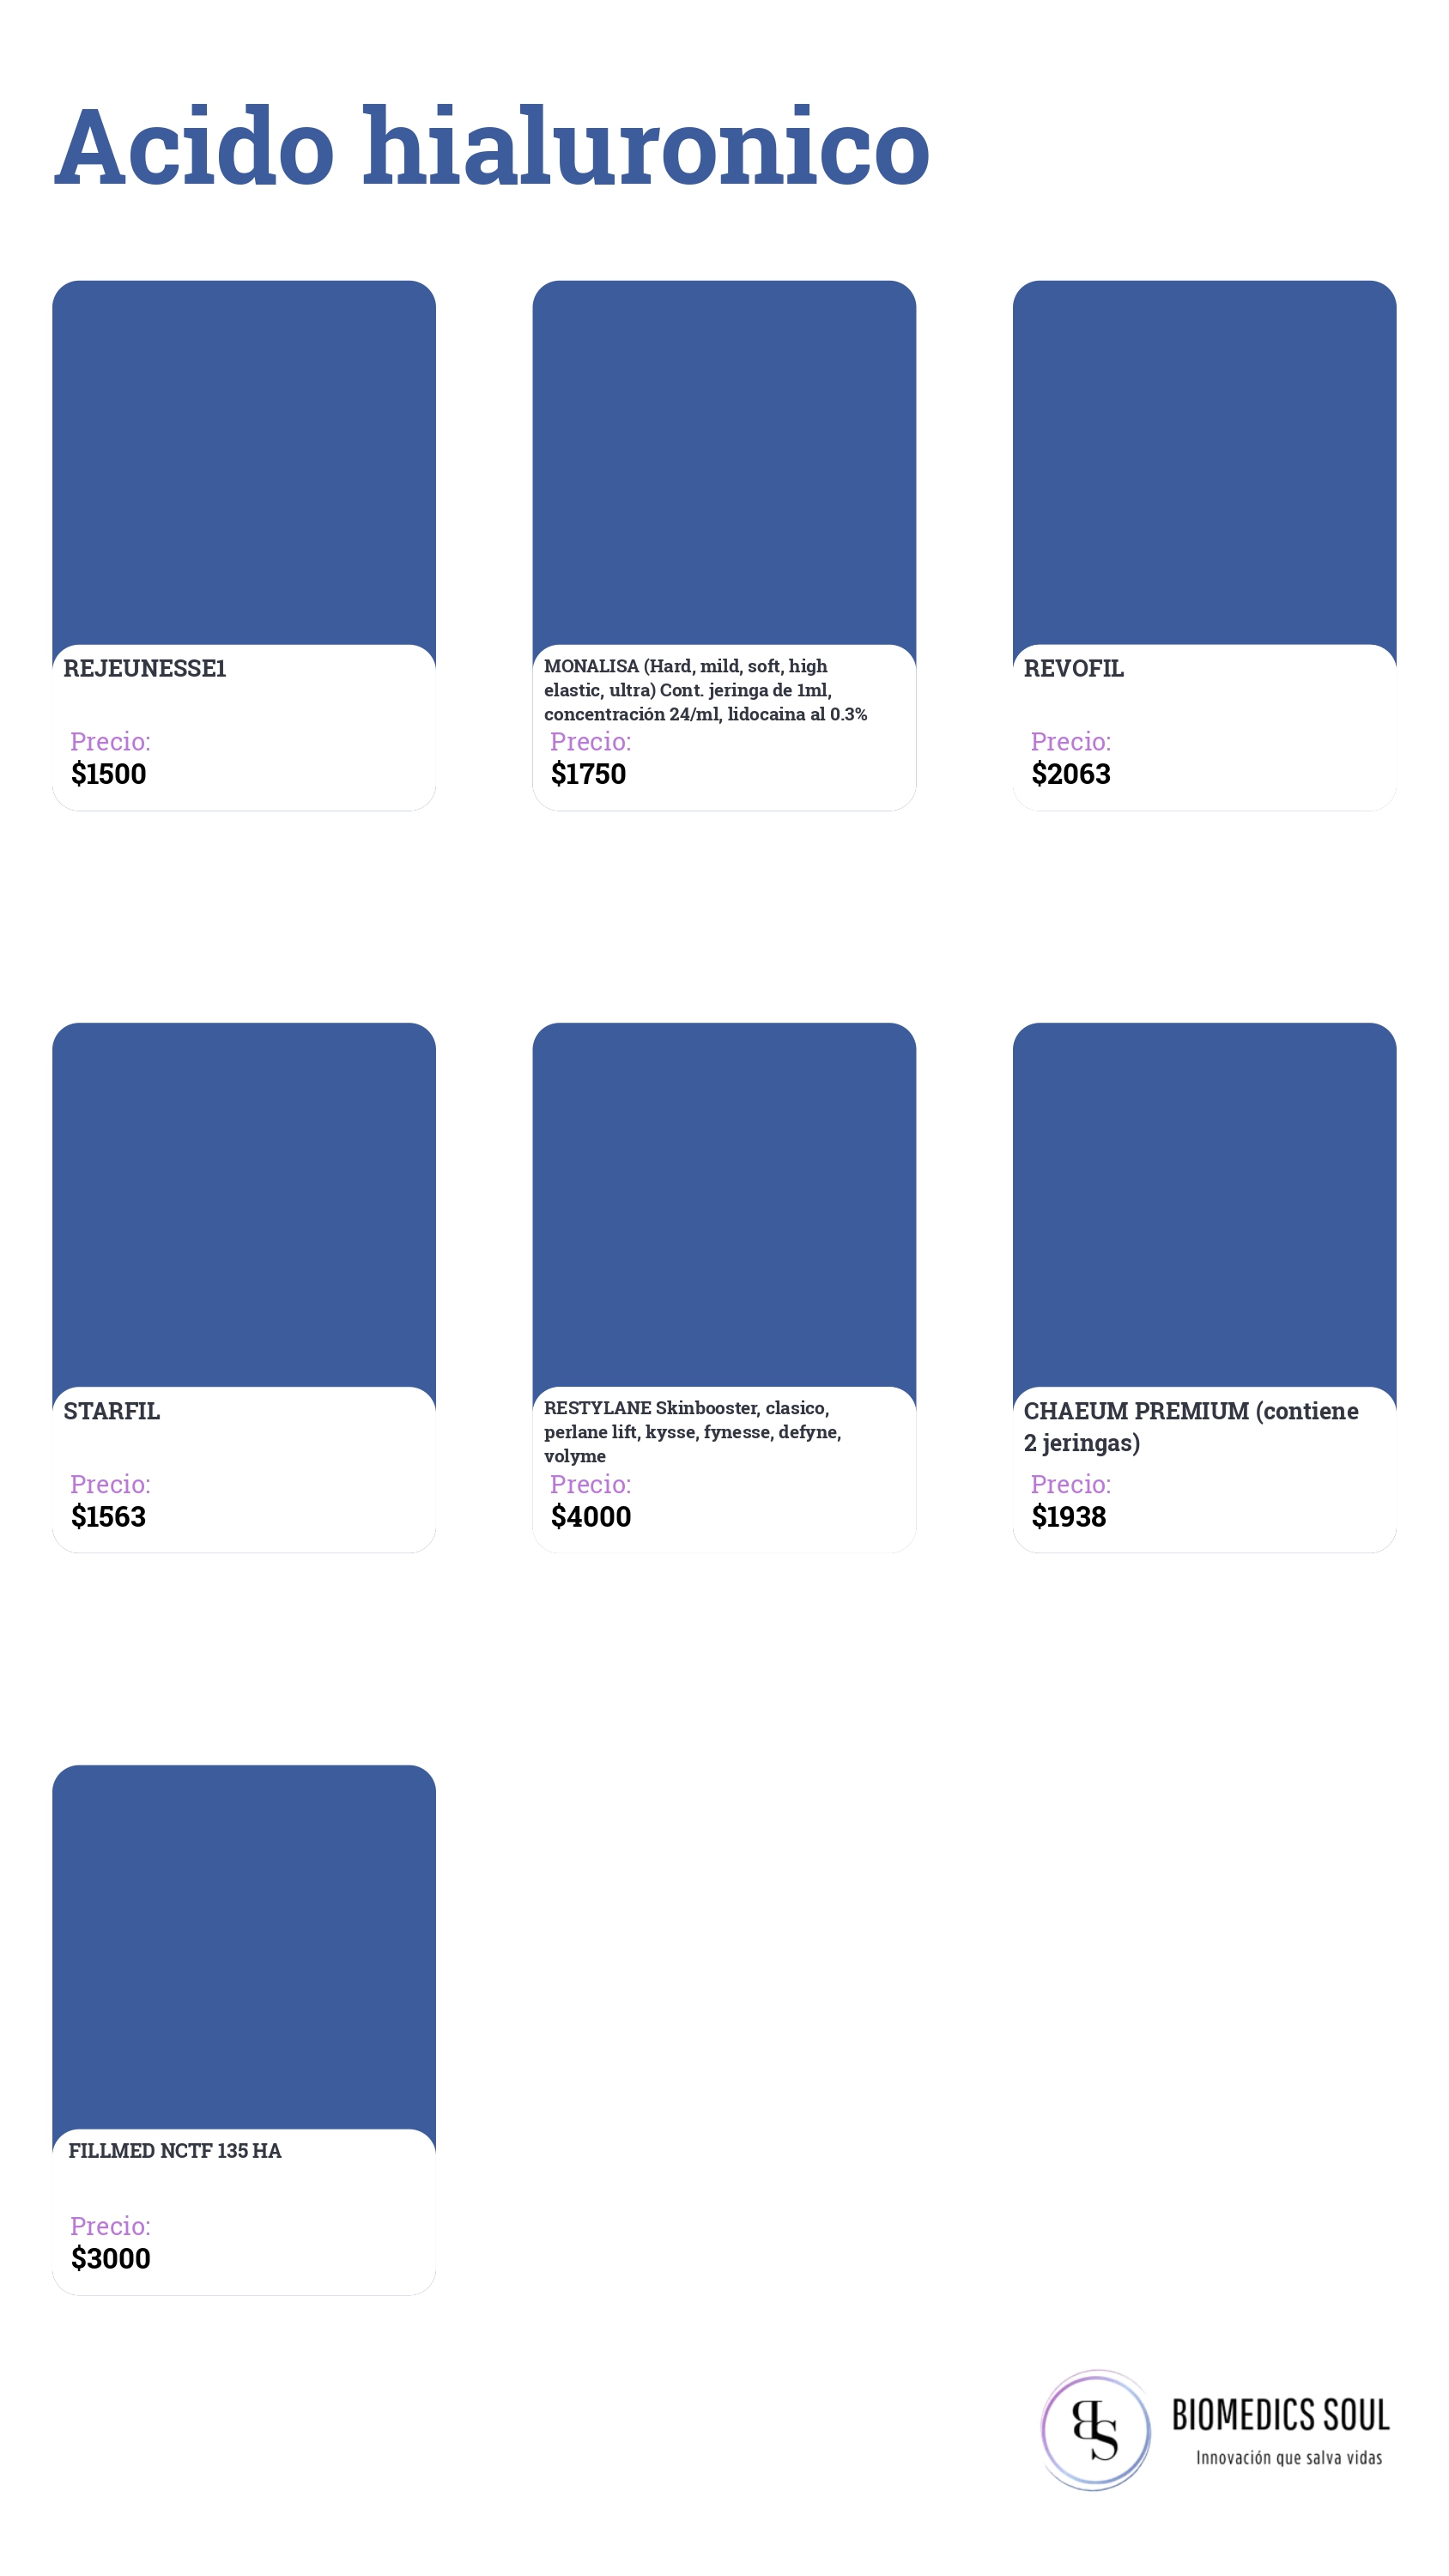 Acido hialuronico
REJEUNESSE1
Precio:
$1500
MONALISA (Hard, mild, soft, high
elastic, ultra) Cont. jeringa de 1ml,
concentración 24/ml, lidocaina al 0.3%
Precio:
$1750
REVOFIL
Precio:
$2063
STARFIL
Precio:
$1563
RESTYLANE Skinbooster, clasico,
perlane lift, kysse, fynesse, defyne,
volyme
Precio:
$4000
CHAEUM PREMIUM (contiene
2 jeringas)
Precio:
$1938
FILLMED NCTF 135 HA
Precio:
$3000
BS
BIOMEDICS SOUL
Innovación que salva vidas